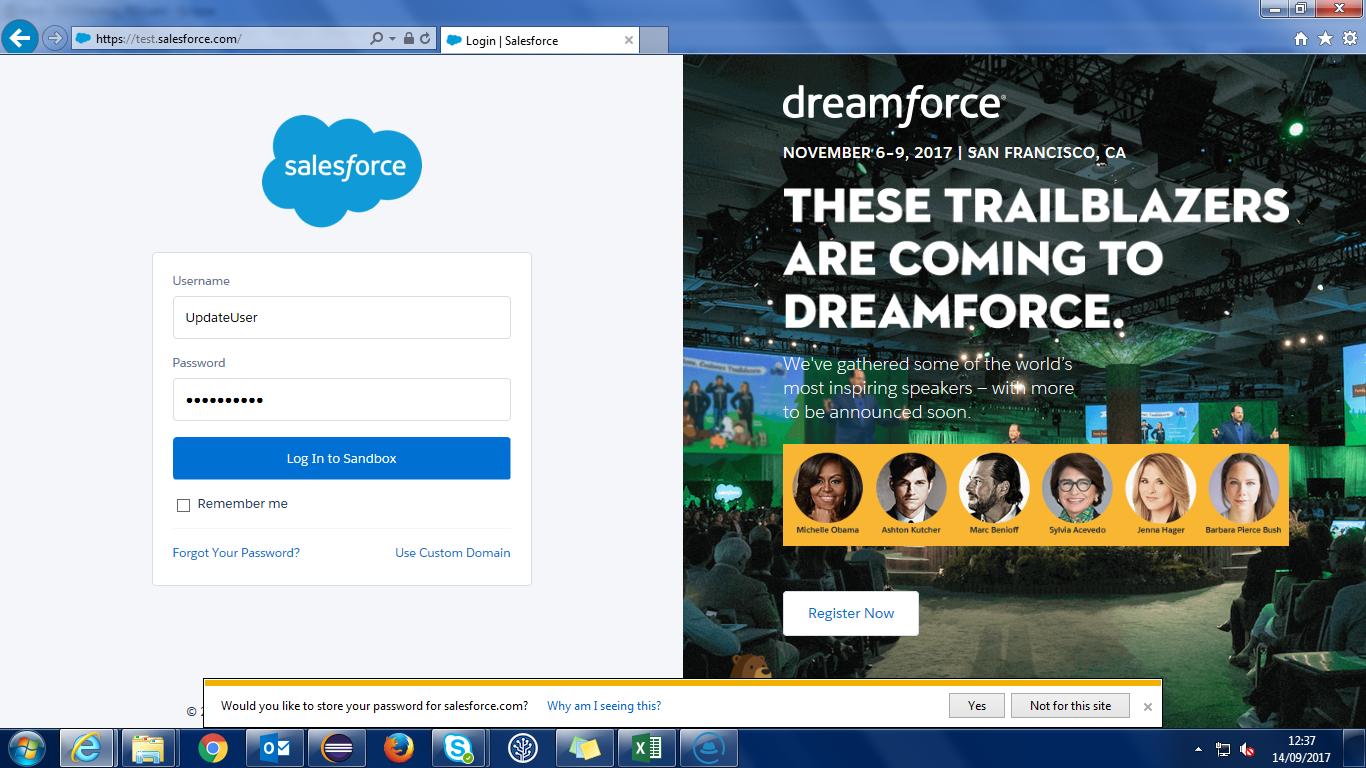 https://test.salesforce.com/
Login | Salesforce
salesforce
Username
UpdateUser
Password
Log In to Sandbox
Remember me
Forgot Your Password?
Use Custom Domain
dreamforce
NOVEMBER 6–9, 2017 | SAN FRANCISCO, CA
THESE TRAILBLAZERS
ARE COMING TO
DREAMFORCE.
We've gathered some of the world's
most inspiring speakers – with more
to be announced soon.
Michelle Obama
Ashton Kutcher
Marc Benioff
Sylvia Acevedo
Jenna Hager
Barbara Pierce Bush
Register Now
Would you like to store your password for salesforce.com?
Why am I seeing this?
Yes
Not for this site
©
12:37
14/09/2017